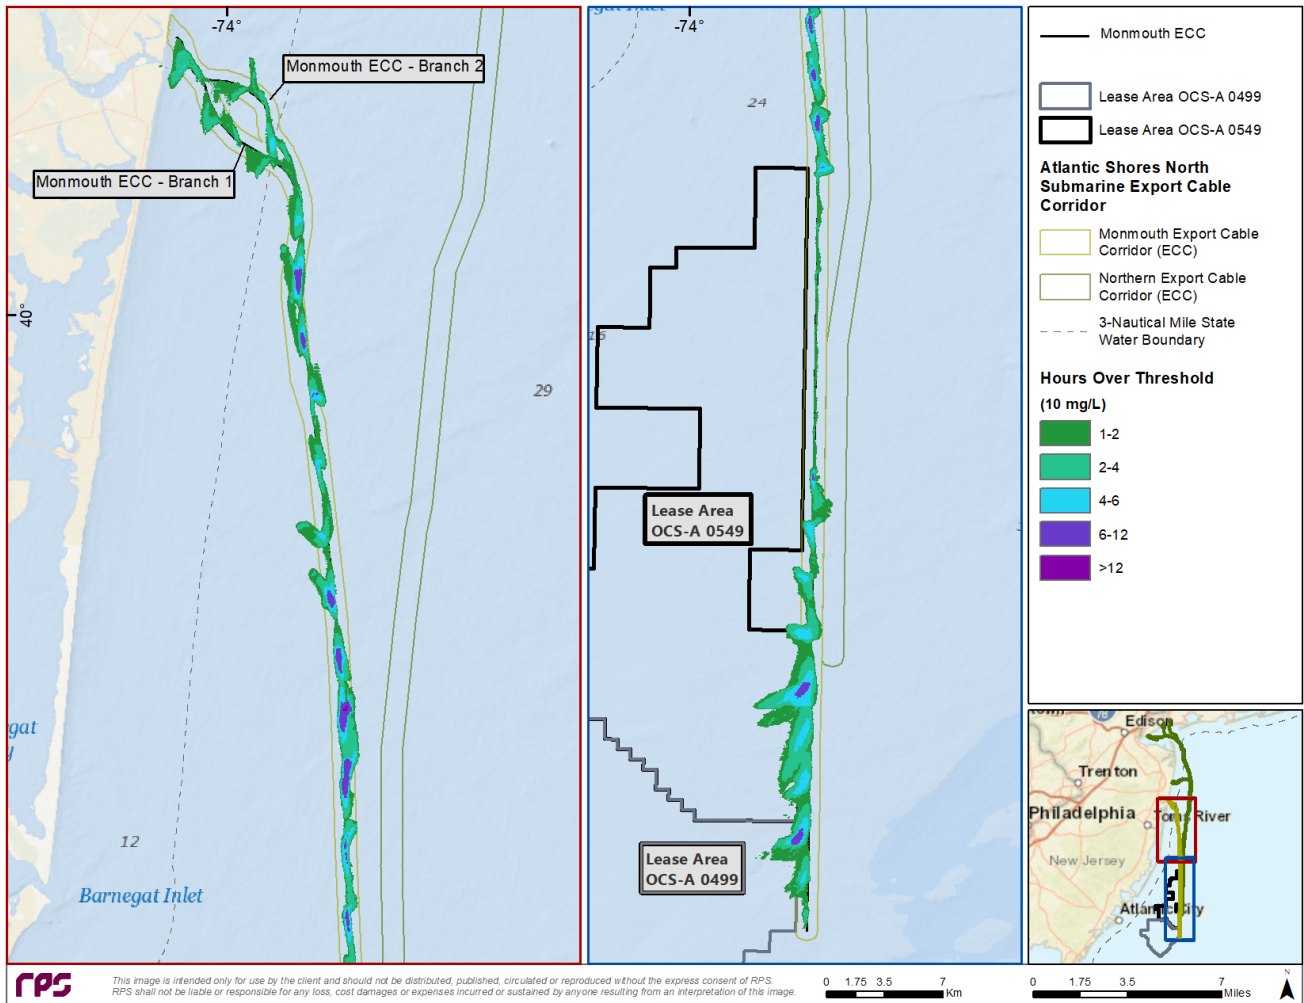 -74°
Monmouth ECC - Branch 2
Monmouth ECC - Branch 1
40°
29
12
Barnegat Inlet
gat Inlet
-74°
24
Lease Area
OCS-A 0549
Lease Area
OCS-A 0499
Monmouth ECC
Lease Area OCS-A 0499
Lease Area OCS-A 0549
Atlantic Shores North
Submarine Export Cable
Corridor
Monmouth Export Cable
Corridor (ECC)
Northern Export Cable
Corridor (ECC)
3-Nautical Mile State
Water Boundary
Hours Over Threshold
(10 mg/L)
1-2
2-4
4-6
6-12
>12
78
Edison
Trenton
Philadelphia
Toms River
New Jersey
Atlantic City
rps
This image is intended only for use by the client and should not be distributed, published, circulated or reproduced without the express consent of RPS.
RPS shall not be liable or responsible for any loss, cost damages or expenses incurred or sustained by anyone resulting from an interpretation of this image.
0 1.75 3.5 7
Km
0 1.75 3.5 7
Miles
N